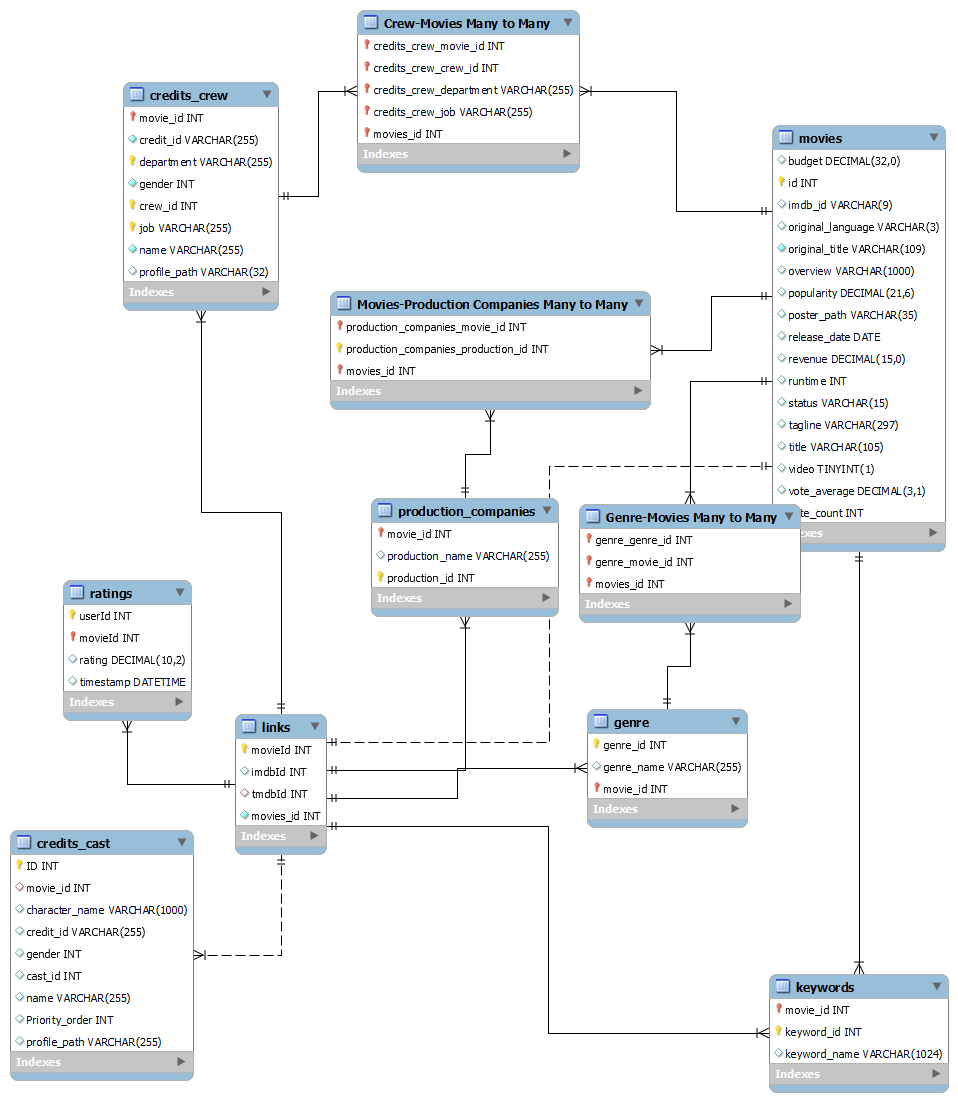 Crew-Movies Many to Many
credits_crew_movie_id INT
credits_crew_crew_id INT
credits_crew_department VARCHAR(255)
credits_crew_job VARCHAR(255)
movies_id INT
Indexes
credits_crew
movie_id INT
credit_id VARCHAR(255)
department VARCHAR(255)
gender INT
crew_id INT
job VARCHAR(255)
name VARCHAR(255)
profile_path VARCHAR(32)
Indexes
movies
budget DECIMAL(32,0)
id INT
imdb_id VARCHAR(9)
original_language VARCHAR(3)
original_title VARCHAR(109)
overview VARCHAR(1000)
popularity DECIMAL(21,6)
poster_path VARCHAR(35)
release_date DATE
revenue DECIMAL(15,0)
runtime INT
status VARCHAR(15)
tagline VARCHAR(297)
title VARCHAR(105)
video TINYINT(1)
vote_average DECIMAL(3,1)
INT
Movies-Production Companies Many to Many
production_companies_movie_id INT
production_companies_production_id INT
movies_id INT
Indexes
production_companies
movie_id INT
production_name VARCHAR(255)
production_id INT
Indexes
Genre-Movies Many to Many
genre_genre_id INT
genre_movie_id INT
movies_id INT
Indexes
ratings
userId INT
movieId INT
rating DECIMAL(10,2)
timestamp DATETIME
Indexes
links
movieId INT
imdbId INT
tmdbId INT
movies_id INT
Indexes
genre
genre_id INT
genre_name VARCHAR(255)
movie_id INT
Indexes
credits_cast
ID INT
movie_id INT
character_name VARCHAR(1000)
credit_id VARCHAR(255)
gender INT
cast_id INT
name VARCHAR(255)
Priority_order INT
profile_path VARCHAR(255)
Indexes
keywords
movie_id INT
keyword_id INT
keyword_name VARCHAR(1024)
Indexes